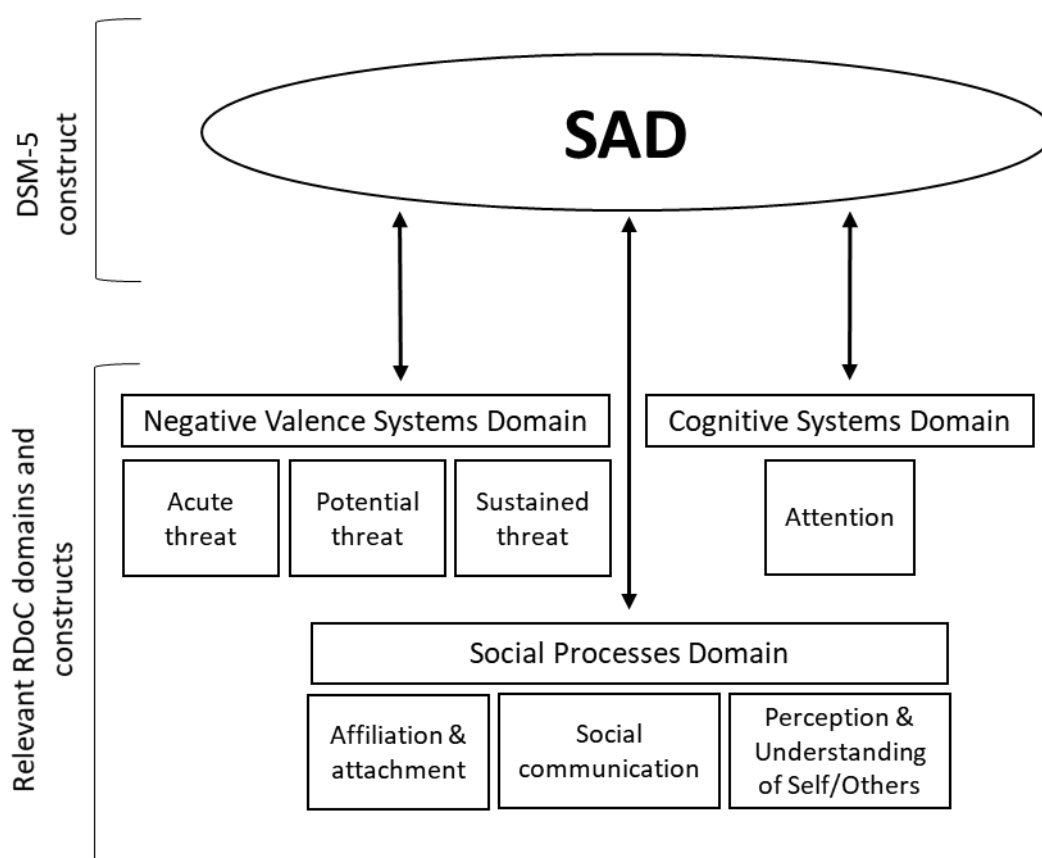 DSM-5
construct
SAD
Relevant RDoC domains and
constructs
Negative Valence Systems Domain
Acute
threat
Potential
threat
Sustained
threat
Cognitive Systems Domain
Attention
Social Processes Domain
Affiliation &
attachment
Social
communication
Perception &
Understanding
of Self/Others